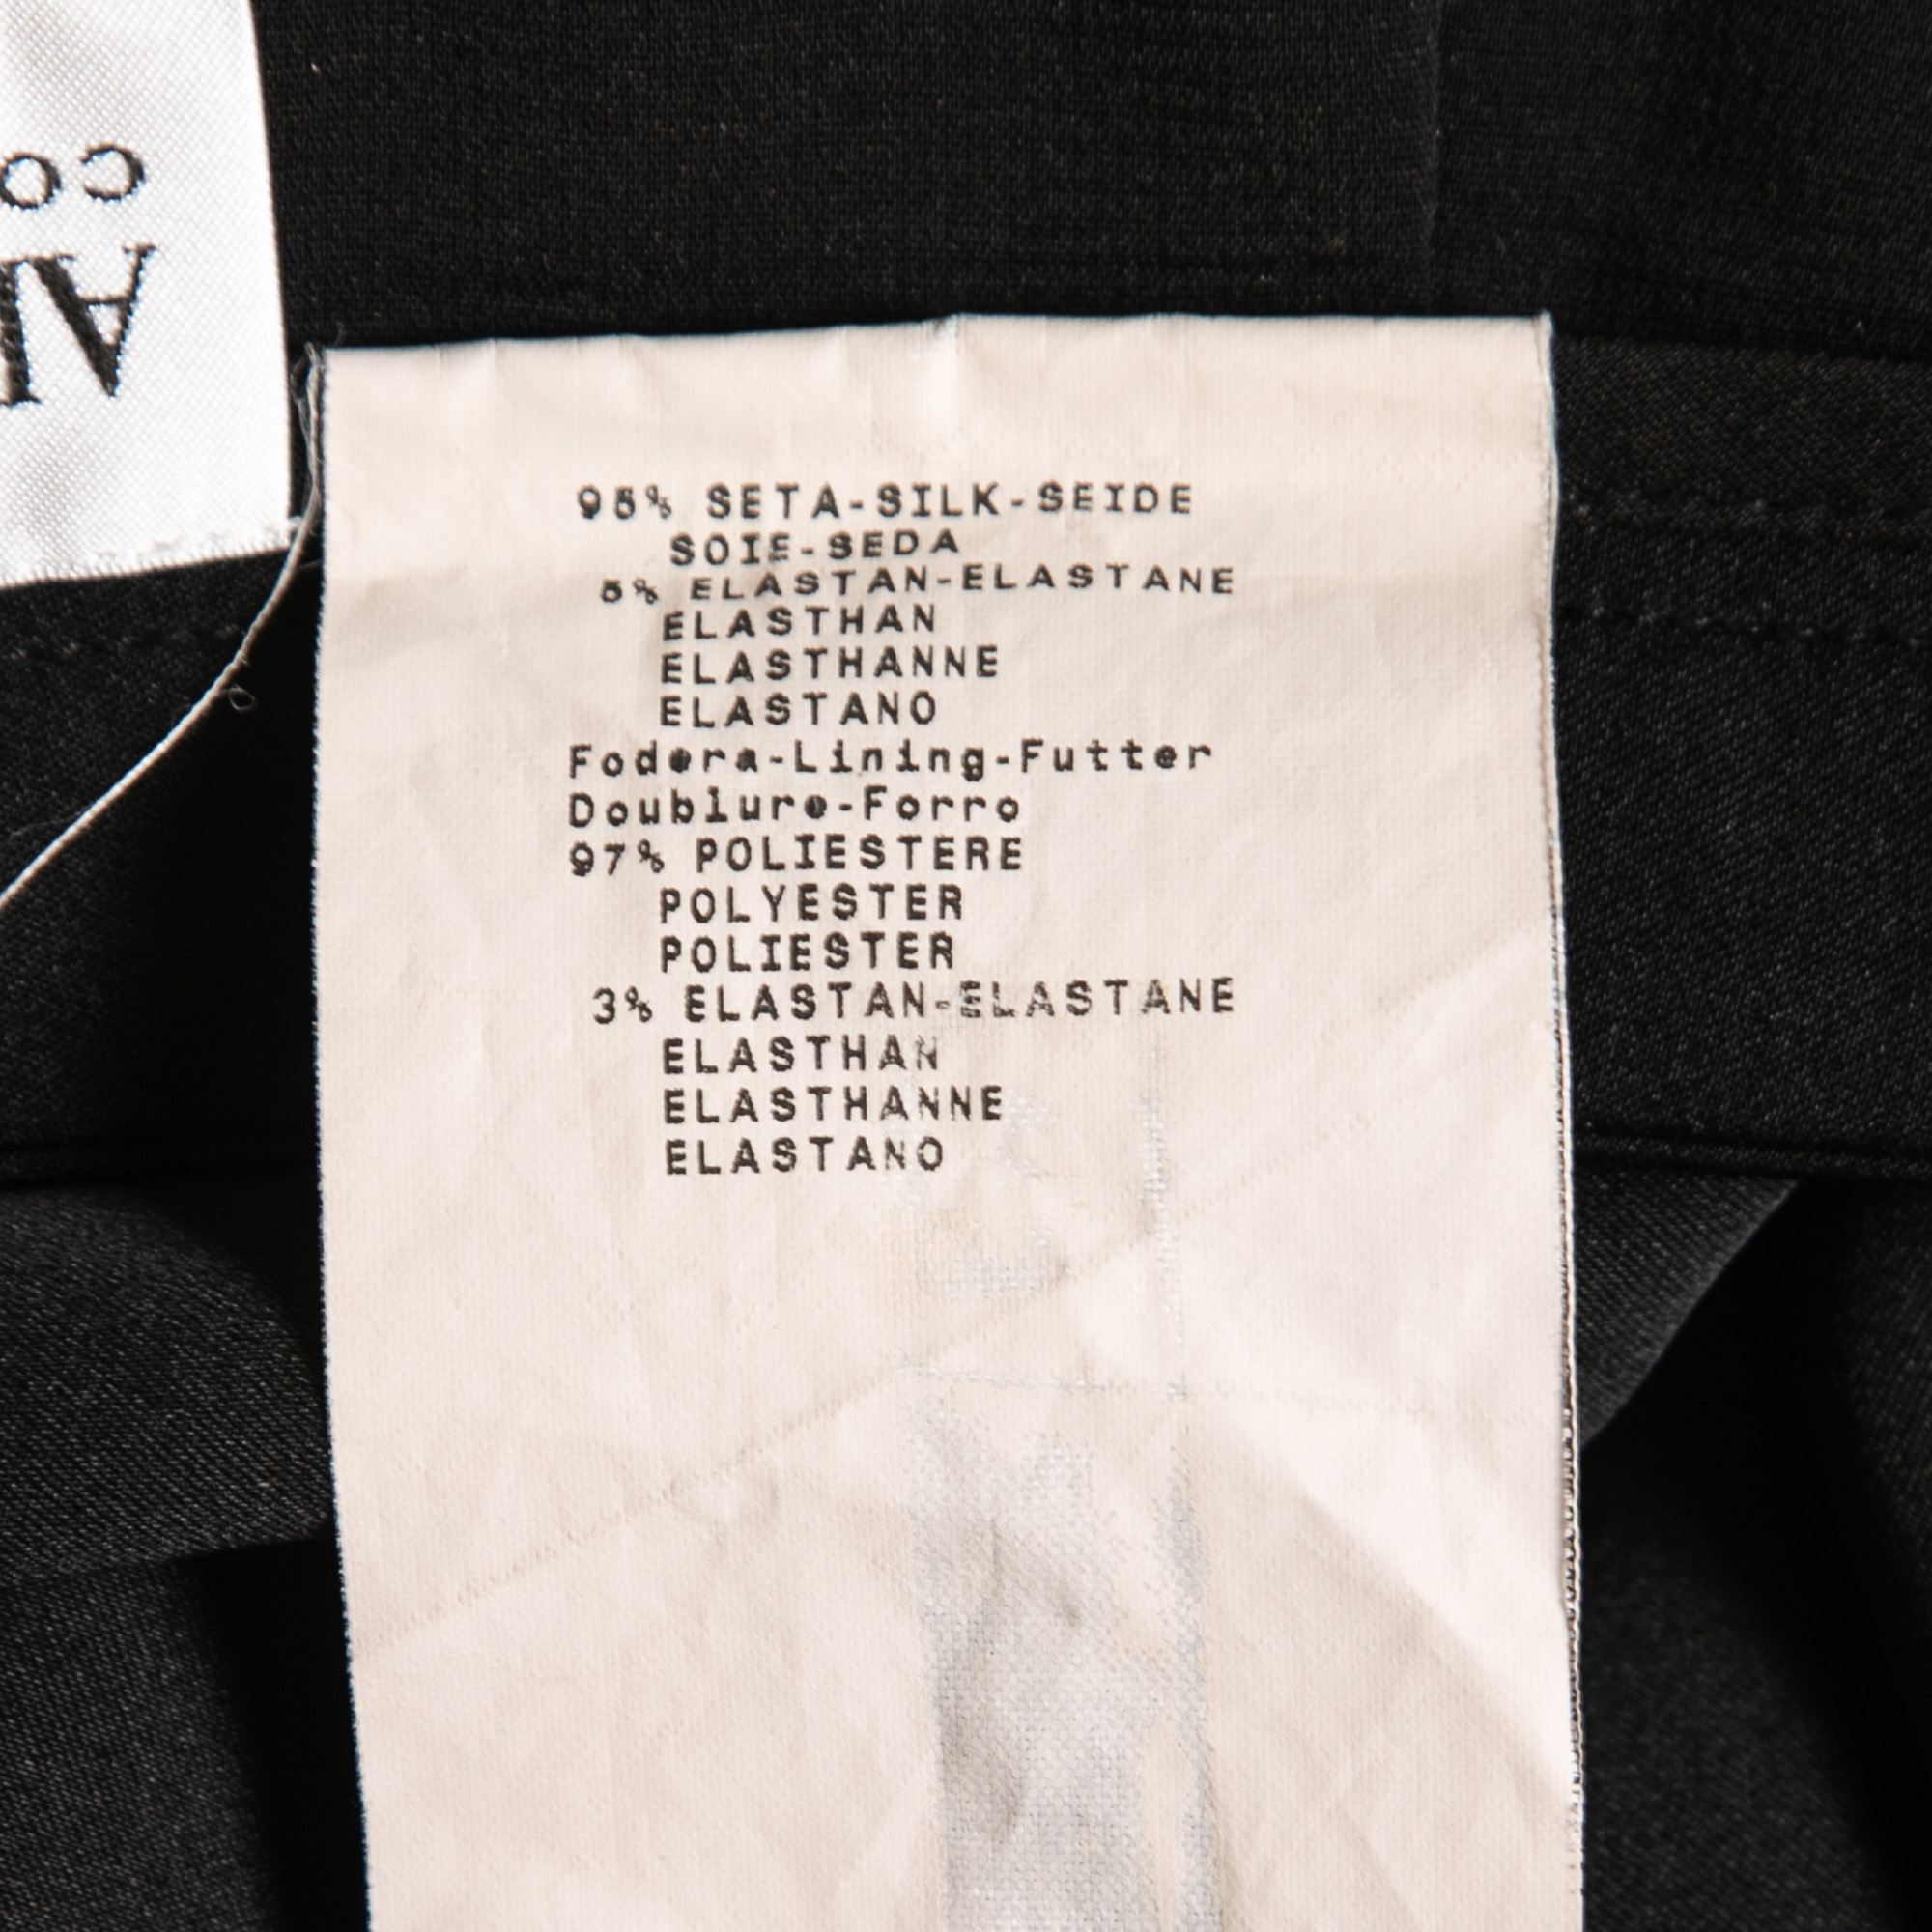 CO
95% SETA-SILK-SEIDE
SOIE-SEDA
5% ELASTAN-ELASTANE
ELASTHAN
ELASTHANNE
ELASTANO
Fodera-Lining-Futter
Doublure-Forro
97% POLIESTERE
POLYESTER
POLIESTER
3% ELASTAN-ELASTANE
ELASTHAN
ELASTHANNE
ELASTANO